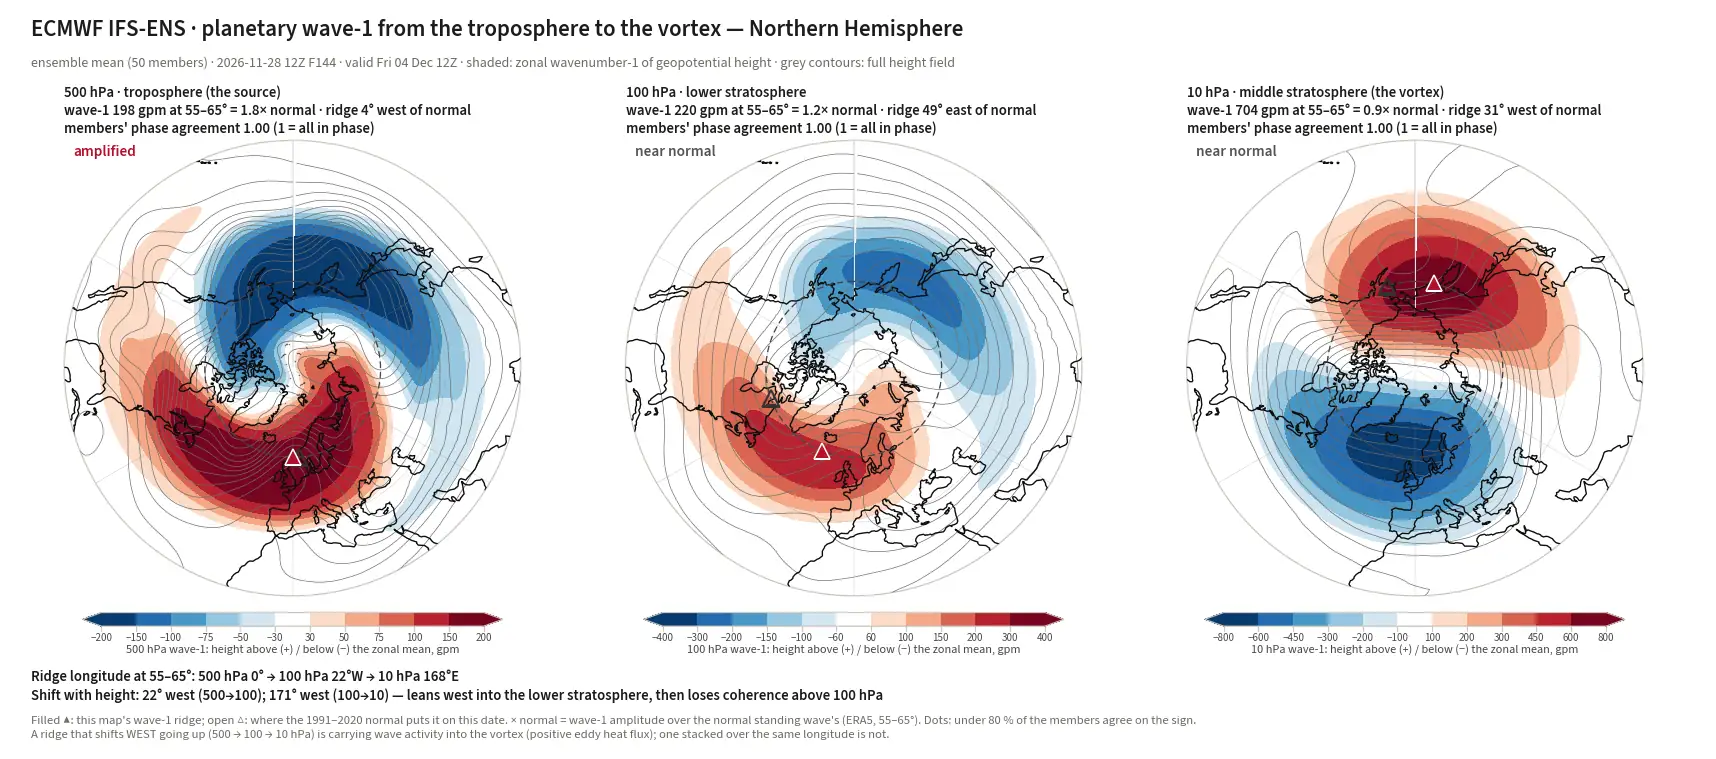 ECMWF IFS-ENS · planetary wave-1 from the troposphere to the vortex — Northern Hemisphere
ensemble mean (50 members) · 2026-11-28 12Z F144 · valid Fri 04 Dec 12Z · shaded: zonal wavenumber-1 of geopotential height · grey contours: full height field
500 hPa · troposphere (the source)
wave-1 198 gpm at 55–65° = 1.8× normal · ridge 4° west of normal
members' phase agreement 1.00 (1 = all in phase)
amplified
100 hPa · lower stratosphere
wave-1 220 gpm at 55–65° = 1.2× normal · ridge 49° east of normal
members' phase agreement 1.00 (1 = all in phase)
near normal
10 hPa · middle stratosphere (the vortex)
wave-1 704 gpm at 55–65° = 0.9× normal · ridge 31° west of normal
members' phase agreement 1.00 (1 = all in phase)
near normal
−200 −150 −100 −75 −50 −30 30 50 75 100 150 200
500 hPa wave-1: height above (+) / below (−) the zonal mean, gpm
−400 −300 −200 −150 −100 −60 60 100 150 200 300 400
100 hPa wave-1: height above (+) / below (−) the zonal mean, gpm
−800 −600 −450 −300 −200 −100 100 200 300 450 600 800
10 hPa wave-1: height above (+) / below (−) the zonal mean, gpm
Ridge longitude at 55–65°: 500 hPa 0° → 100 hPa 22°W → 10 hPa 168°E
Shift with height: 22° west (500→100); 171° west (100→10) — leans west into the lower stratosphere, then loses coherence above 100 hPa
Filled ▲: this map's wave-1 ridge; open △: where the 1991–2020 normal puts it on this date. × normal = wave-1 amplitude over the normal standing wave's (ERA5, 55–65°). Dots: under 80 % of the members agree on the sign.
A ridge that shifts WEST going up (500 → 100 → 10 hPa) is carrying wave activity into the vortex (positive eddy heat flux); one stacked over the same longitude is not.